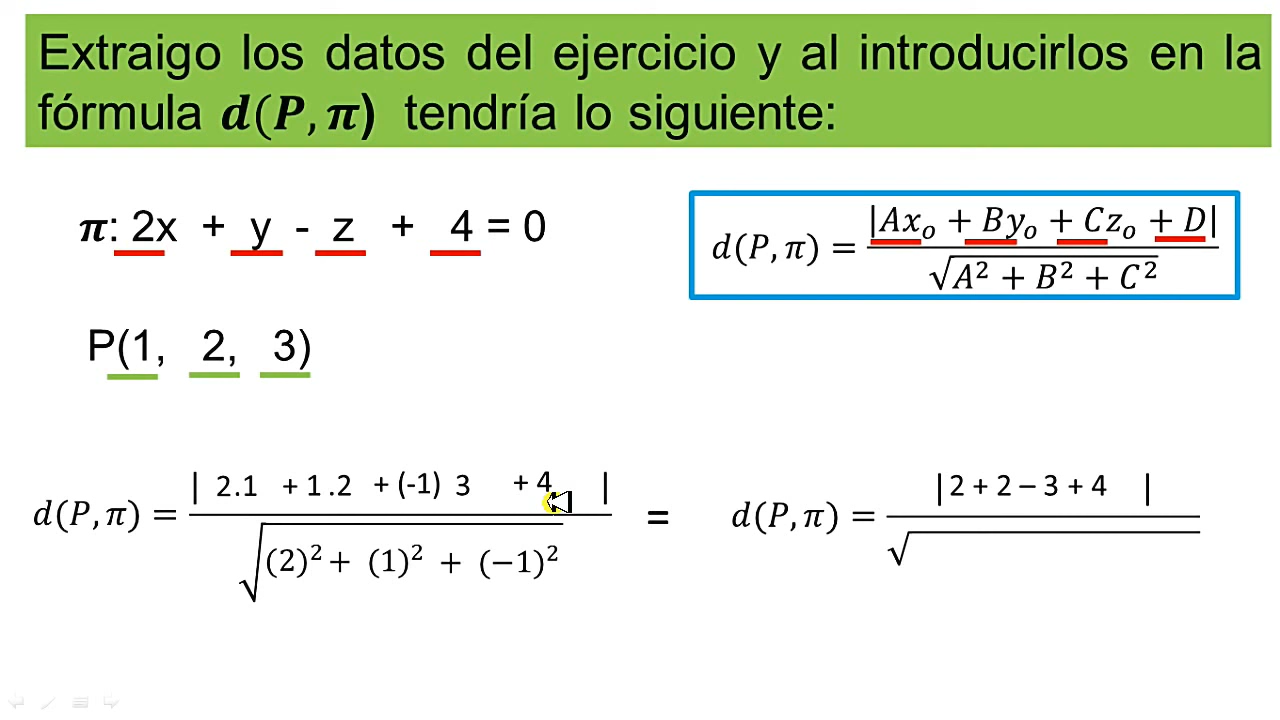 Extraigo los datos del ejercicio y al introducirlos en la
fórmula d(P, π) tendría lo siguiente:
π: 2x + y - z + 4 = 0
d(P, π) = |Ax₀ + By₀ + Cz₀ + D| / √A² + B² + C²
P(1, 2, 3)
d(P, π) = | 2.1 + 1.2 + (-1) 3 + 4 | / √(2)² + (1)² + (−1)² = d(P, π) = |2 + 2 − 3 + 4 | / √